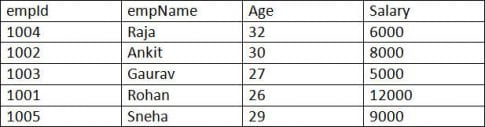 empId empName Age Salary
1004 Raja 32 6000
1002 Ankit 30 8000
1003 Gaurav 27 5000
1001 Rohan 26 12000
1005 Sneha 29 9000